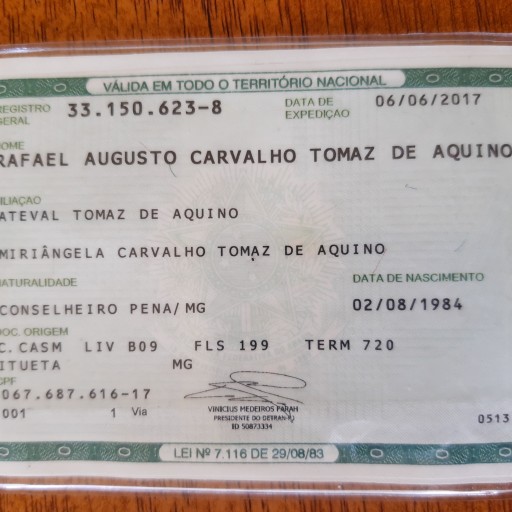 VÁLIDA EM TODO O TERRITÓRIO NACIONAL
REGISTRO GERAL 33.150.623-8 DATA DE EXPEDIÇÃO 06/06/2017
NOME
RAFAEL AUGUSTO CARVALHO TOMAZ DE AQUINO
FILIAÇÃO
ATEVAL TOMAZ DE AQUINO
MIRIÂNGELA CARVALHO TOMAZ DE AQUINO
NATURALIDADE DATA DE NASCIMENTO
CONSELHEIRO PENA/MG 02/08/1984
DOC. ORIGEM
C.CASM LIV B09 FLS 199 TERM 720
ITUETA MG
CPF
067.687.616-17
001 1 Via
VINICIUS MEDEIROS FARAH
PRESIDENTE DO DETRAN-RJ
ID 50873334
0513
LEI Nº 7.116 DE 29/08/83